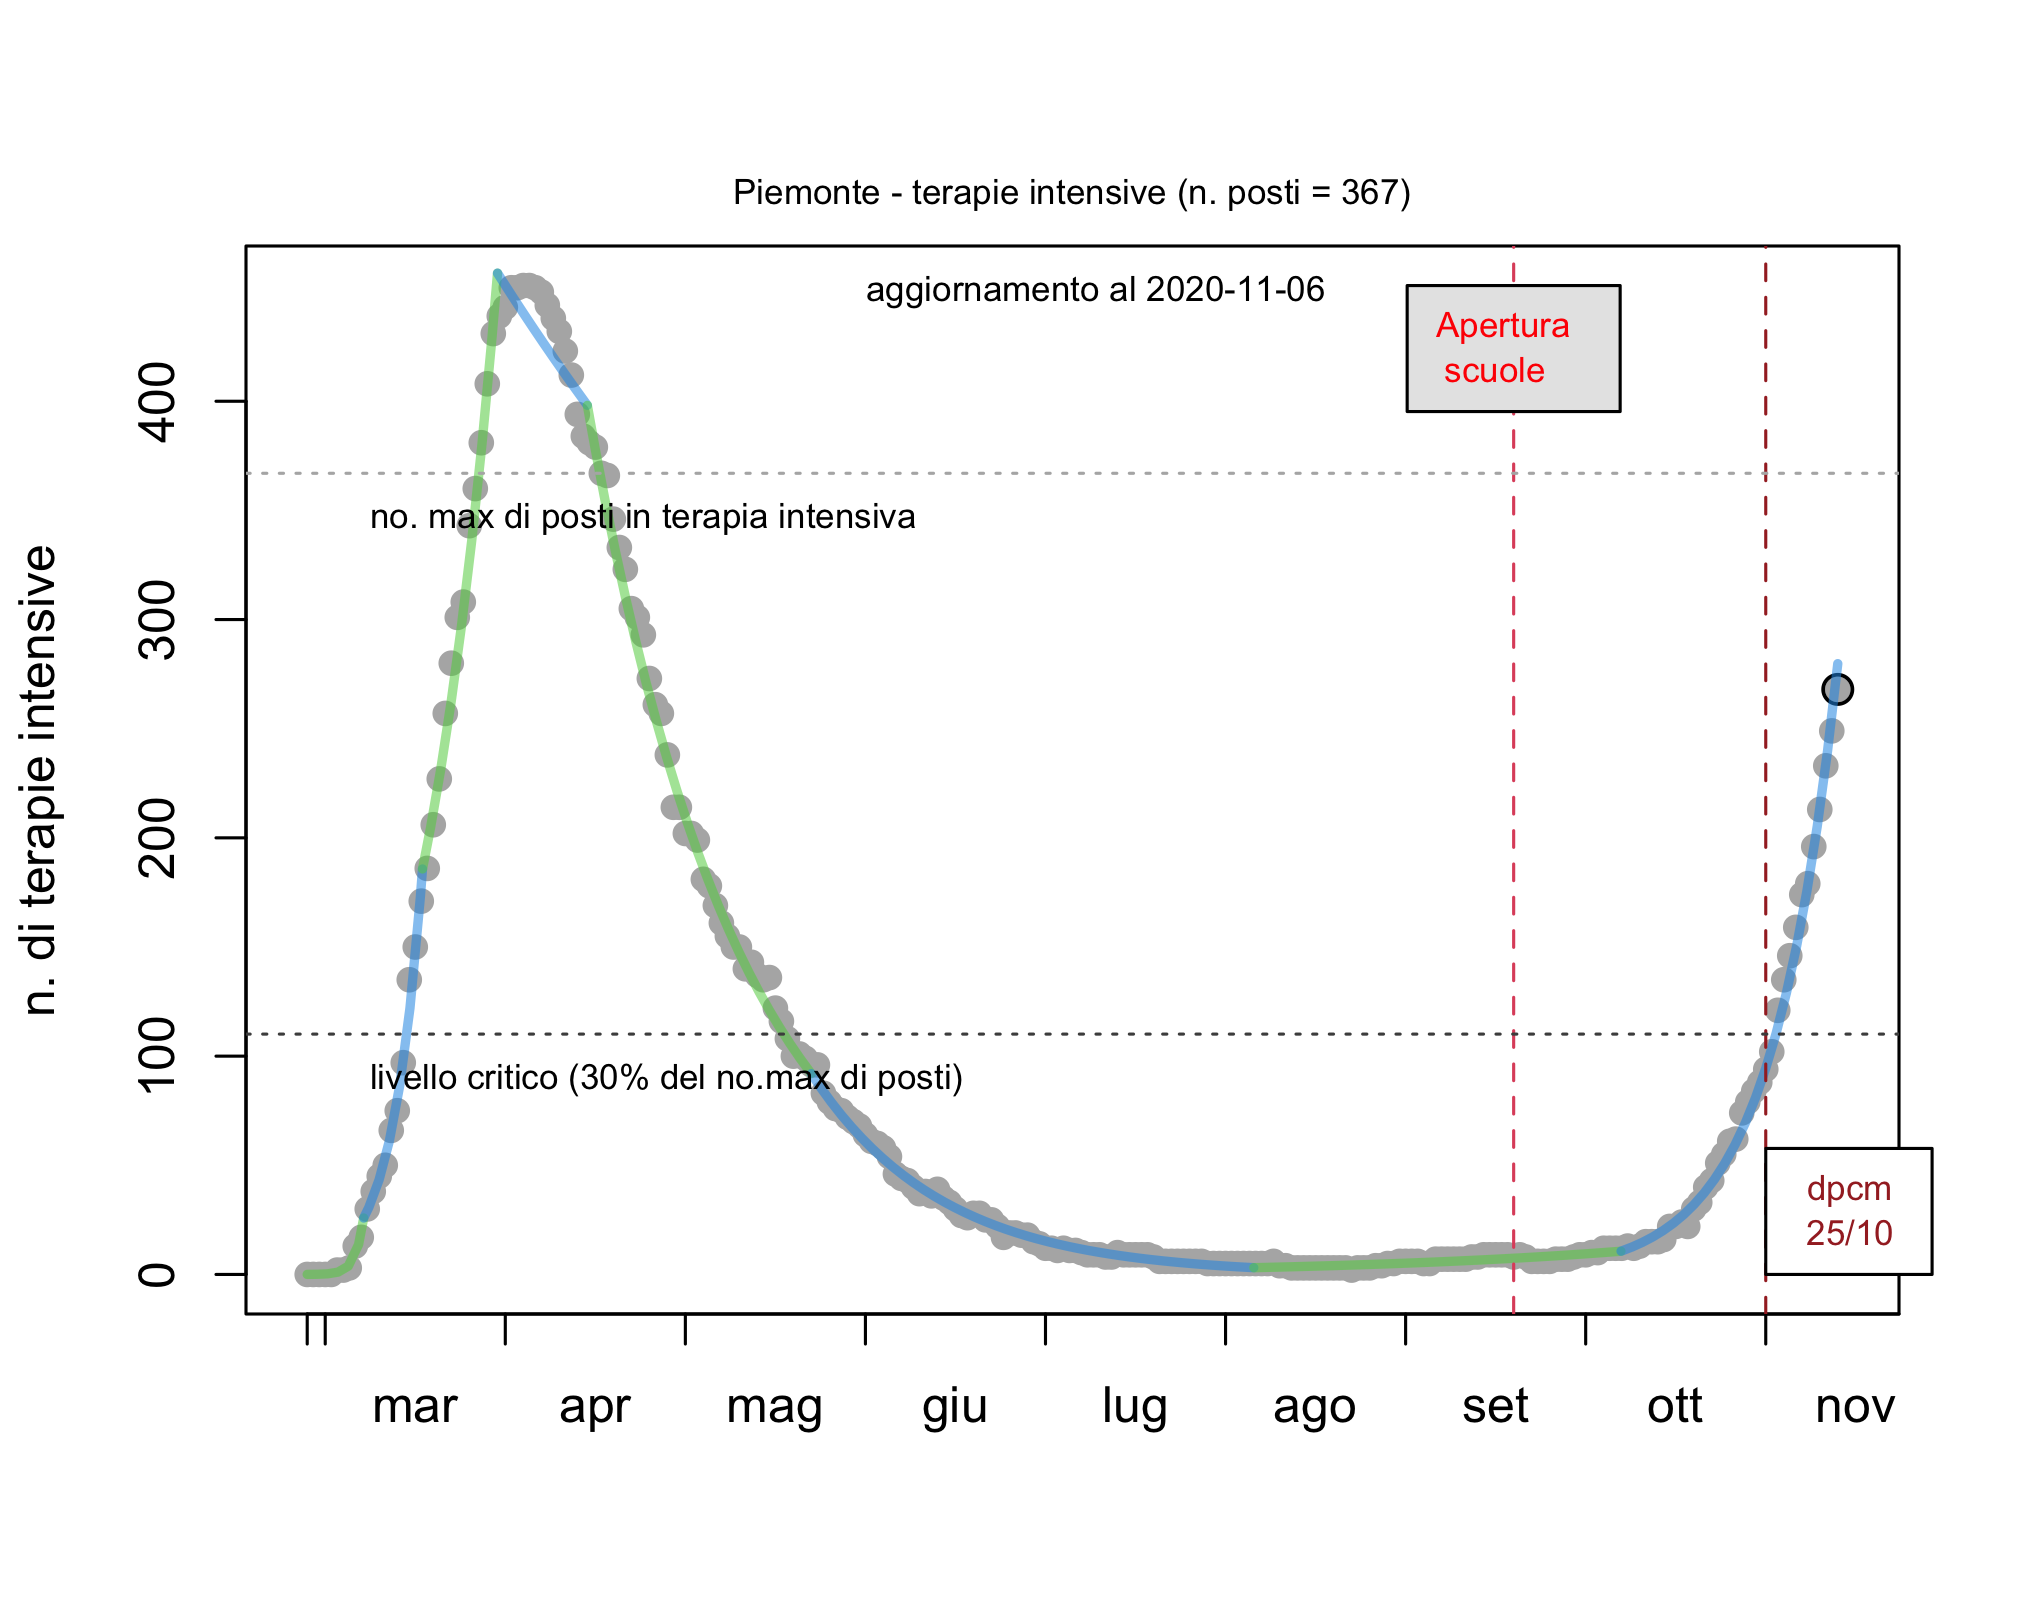 Piemonte - terapie intensive (n. posti = 367)
aggiornamento al 2020-11-06
Apertura
scuole
no. max di posti in terapia intensiva
livello critico (30% del no.max di posti)
dpcm
25/10
n. di terapie intensive
400
300
200
100
0
mar apr mag giu lug ago set ott nov